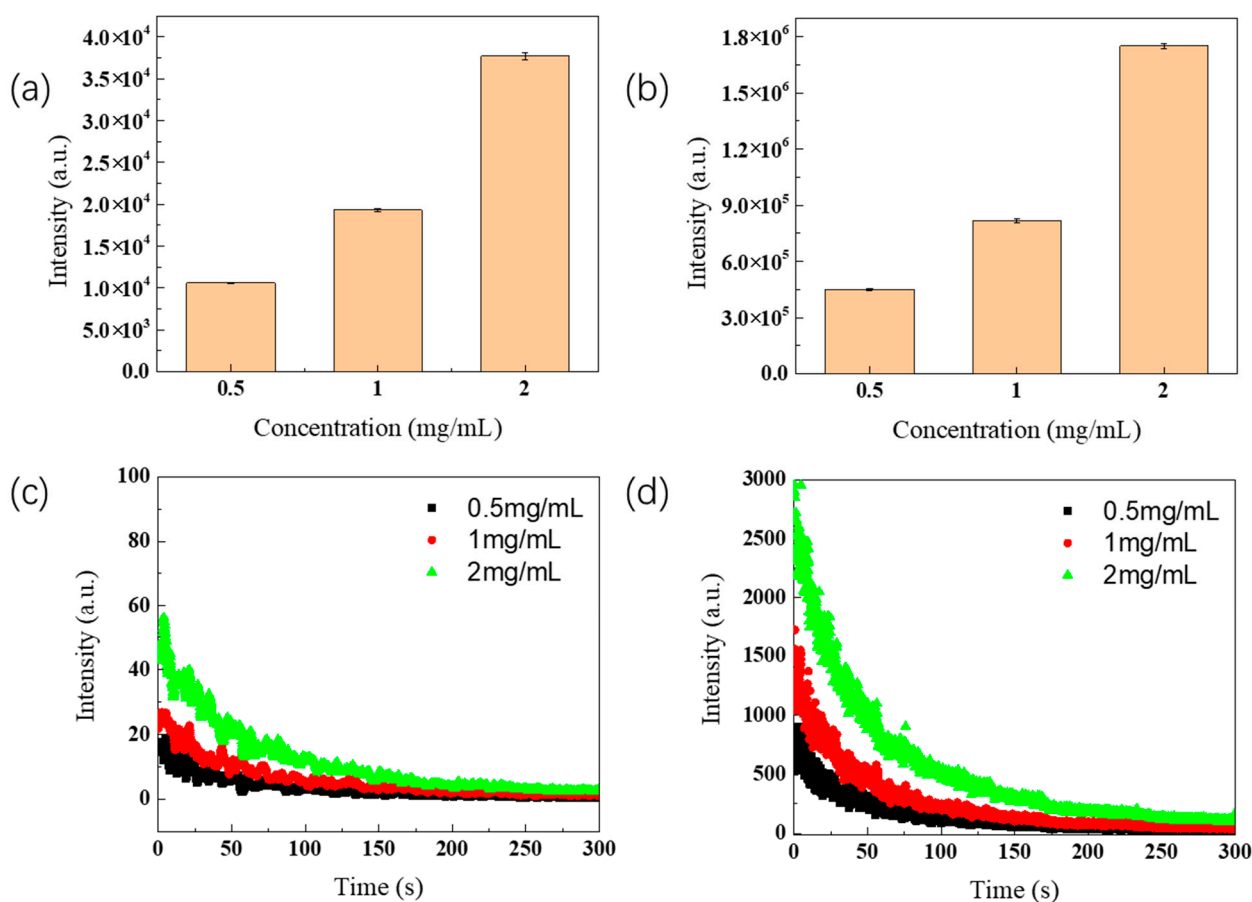 (a)
4.0×10⁴
3.5×10⁴
3.0×10⁴
2.5×10⁴
2.0×10⁴
1.5×10⁴
1.0×10⁴
5.0×10³
0.0
Intensity (a.u.)
0.5 1 2
Concentration (mg/mL)
(b)
1.8×10⁶
1.5×10⁶
1.2×10⁶
9.0×10⁵
6.0×10⁵
3.0×10⁵
0.0
Intensity (a.u.)
0.5 1 2
Concentration (mg/mL)
(c)
100
80
60
40
20
0
Intensity (a.u.)
0.5mg/mL
1mg/mL
2mg/mL
0 50 100 150 200 250 300
Time (s)
(d)
3000
2500
2000
1500
1000
500
0
Intensity (a.u.)
0.5mg/mL
1mg/mL
2mg/mL
0 50 100 150 200 250 300
Time (s)